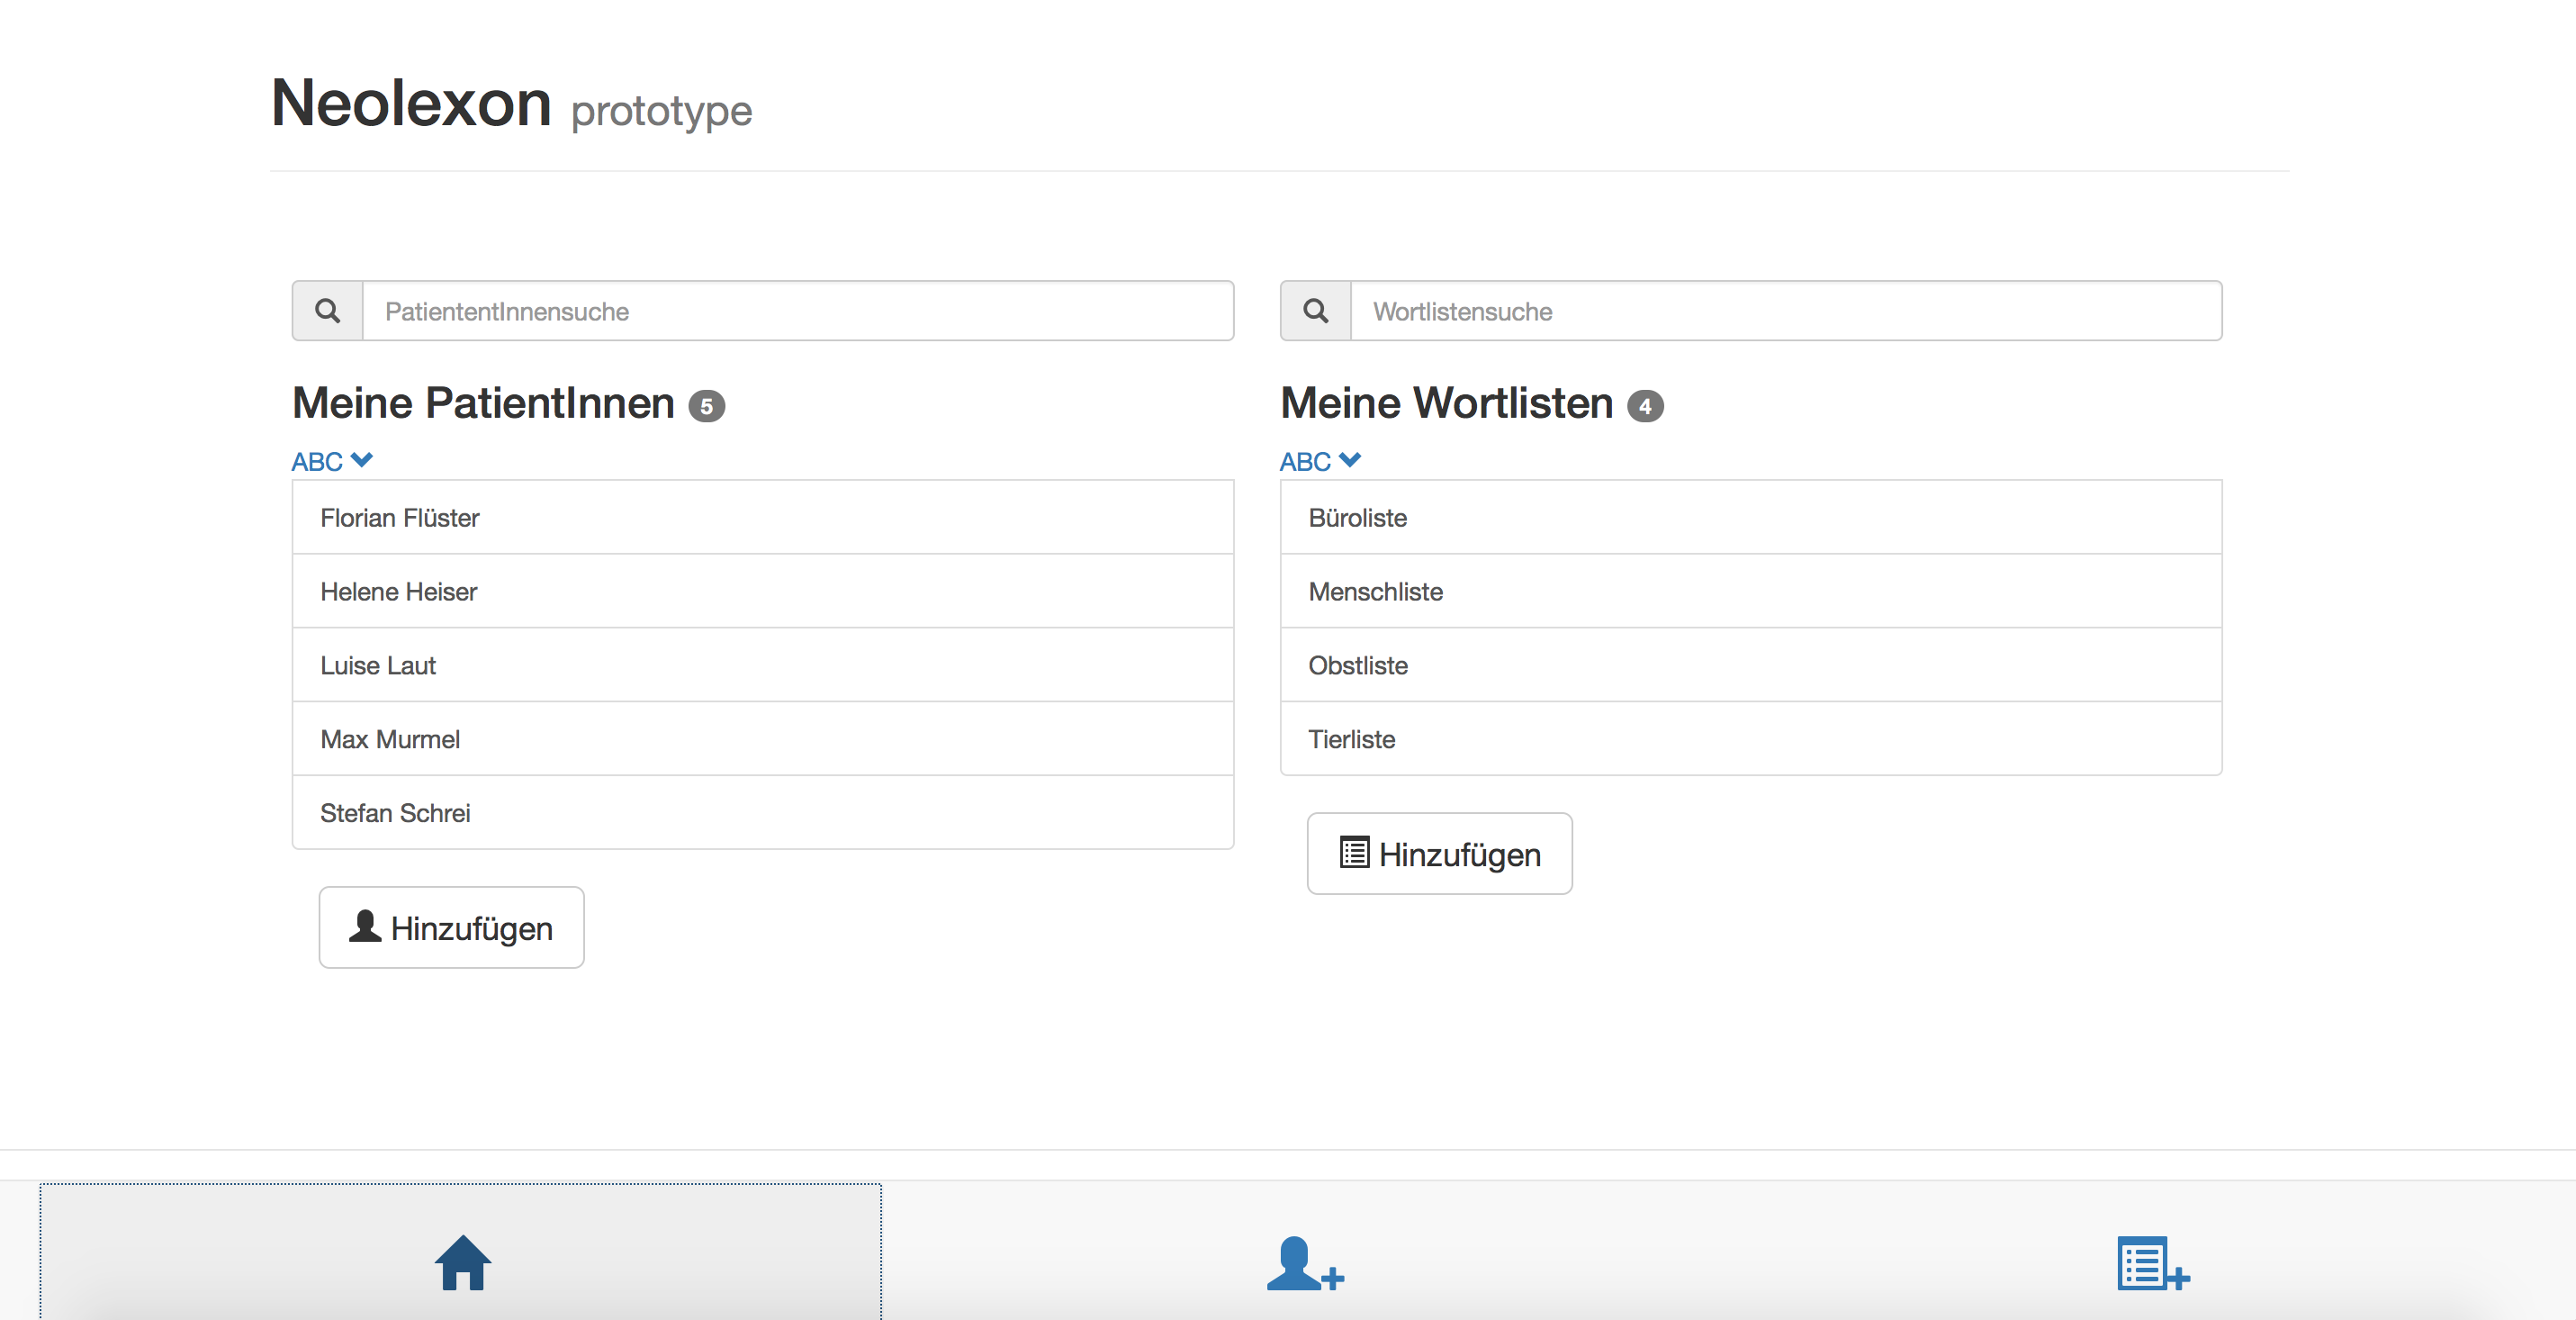 Neolexon prototype
PatiententInnensuche
Meine PatientInnen 5
ABC
Florian Flüster
Helene Heiser
Luise Laut
Max Murmel
Stefan Schrei
Hinzufügen
Wortlistensuche
Meine Wortlisten 4
ABC
Büroliste
Menschliste
Obstliste
Tierliste
Hinzufügen